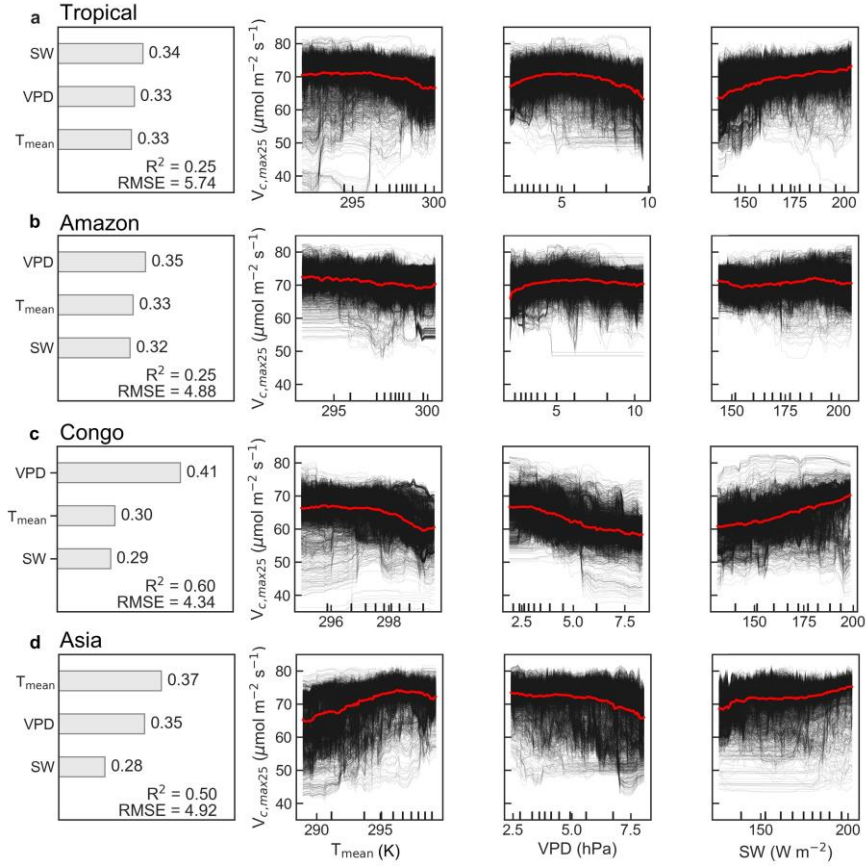 a Tropical
SW 0.34
VPD 0.33
Tmean 0.33
R² = 0.25
RMSE = 5.74
Vc,max25 (μmol m⁻² s⁻¹)
80
70
60
50
40
295 300
5 10
150 175 200
b Amazon
VPD 0.35
Tmean 0.33
SW 0.32
R² = 0.25
RMSE = 4.88
Vc,max25 (μmol m⁻² s⁻¹)
80
70
60
50
40
295 300
5 10
150 175 200
c Congo
VPD 0.41
Tmean 0.30
SW 0.29
R² = 0.60
RMSE = 4.34
Vc,max25 (μmol m⁻² s⁻¹)
80
70
60
50
40
296 298
2.5 5.0 7.5
150 175 200
d Asia
Tmean 0.37
VPD 0.35
SW 0.28
R² = 0.50
RMSE = 4.92
Vc,max25 (μmol m⁻² s⁻¹)
80
70
60
50
40
290 295
2.5 5.0 7.5
150 175 200
Tmean (K) VPD (hPa) SW (W m⁻²)